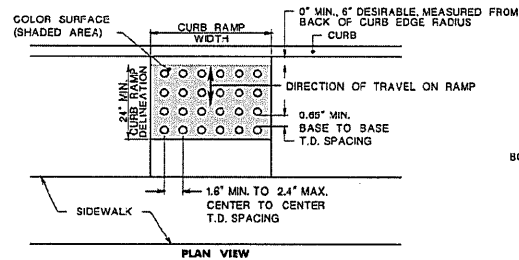 COLOR SURFACE
(SHADED AREA)
CURB RAMP
WIDTH
0" MIN., 6" DESIRABLE, MEASURED FROM
BACK OF CURB EDGE RADIUS
CURB
24" MIN.
CURB RAMP
DELINEATION
DIRECTION OF TRAVEL ON RAMP
0.65" MIN.
BASE TO BASE
T.D. SPACING
BO
1.6" MIN. TO 2.4" MAX.
CENTER TO CENTER
T.D. SPACING
SIDEWALK
PLAN VIEW